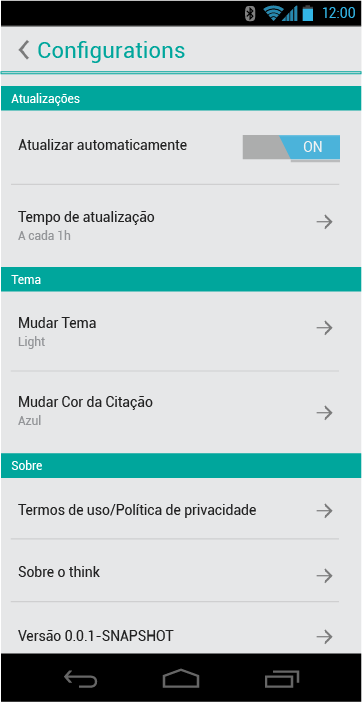 12:00
Configurations
Atualizações
Atualizar automaticamente
ON
Tempo de atualização
A cada 1h
Tema
Mudar Tema
Light
Mudar Cor da Citação
Azul
Sobre
Termos de uso/Política de privacidade
Sobre o think
Versão 0.0.1-SNAPSHOT